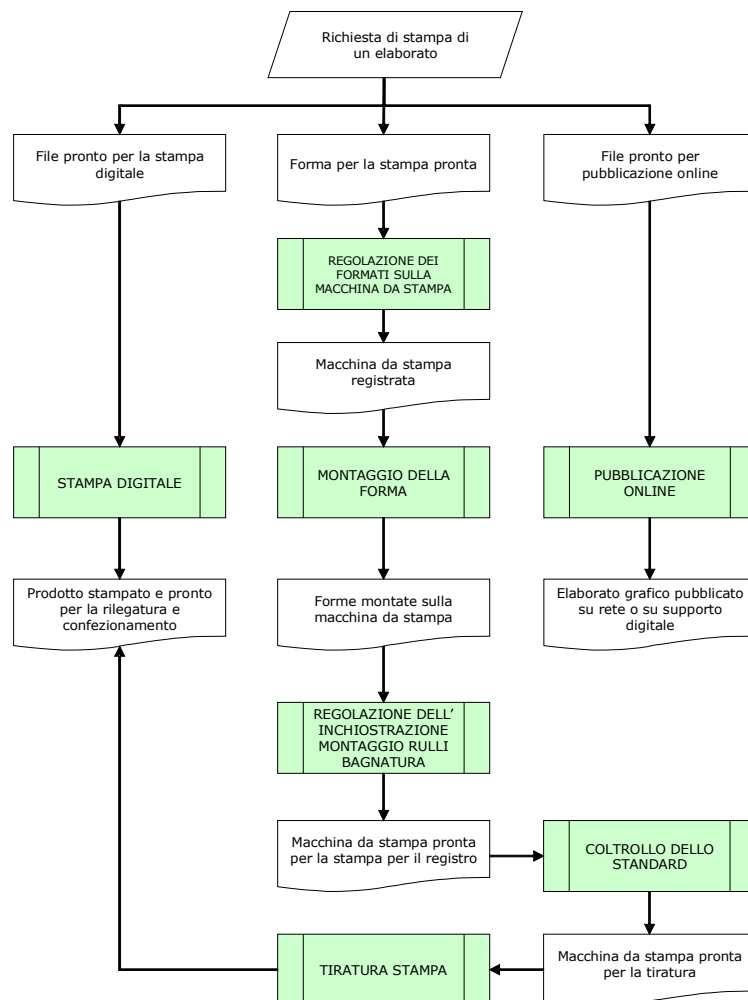 Richiesta di stampa di
un elaborato
File pronto per la stampa
digitale
Forma per la stampa pronta
File pronto per
pubblicazione online
REGOLAZIONE DEI
FORMATI SULLA
MACCHINA DA STAMPA
Macchina da stampa
registrata
STAMPA DIGITALE
MONTAGGIO DELLA
FORMA
PUBBLICAZIONE
ONLINE
Prodotto stampato e pronto
per la rilegatura e
confezionamento
Forme montate sulla
macchina da stampa
Elaborato grafico pubblicato
su rete o su supporto
digitale
REGOLAZIONE DELL'
INCHIOSTRAZIONE
MONTAGGIO RULLI
BAGNATURA
Macchina da stampa pronta
per la stampa per il registro
COLTROLLO DELLO
STANDARD
TIRATURA STAMPA
Macchina da stampa pronta
per la tiratura